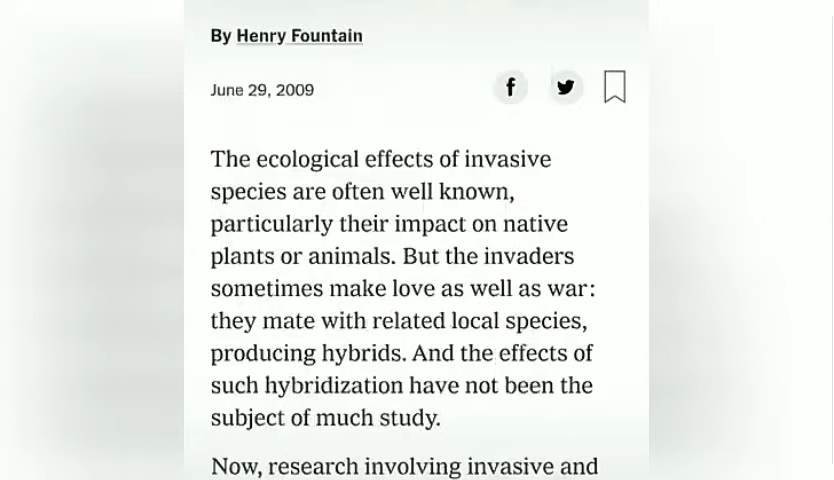 By Henry Fountain
June 29, 2009
The ecological effects of invasive
species are often well known,
particularly their impact on native
plants or animals. But the invaders
sometimes make love as well as war:
they mate with related local species,
producing hybrids. And the effects of
such hybridization have not been the
subject of much study.
Now, research involving invasive and